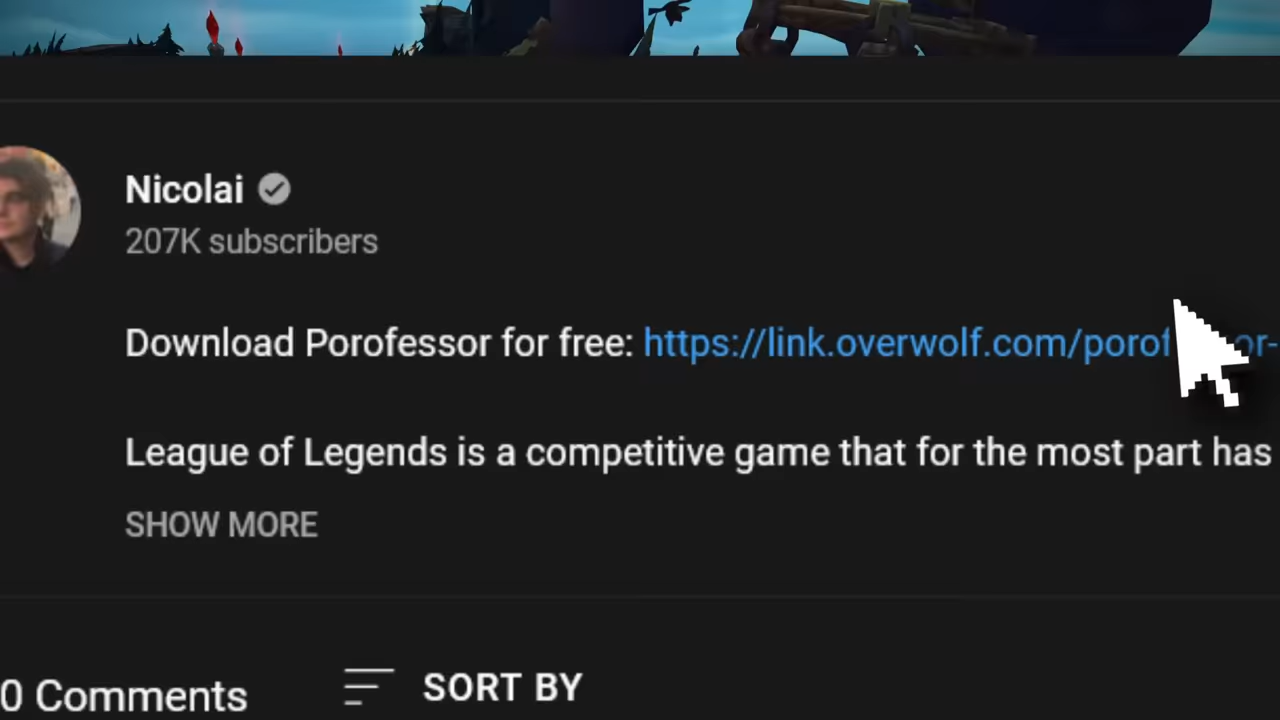 Nicolai
207K subscribers
Download Porofessor for free: https://link.overwolf.com/porof
League of Legends is a competitive game that for the most part has
SHOW MORE
0 Comments
SORT BY